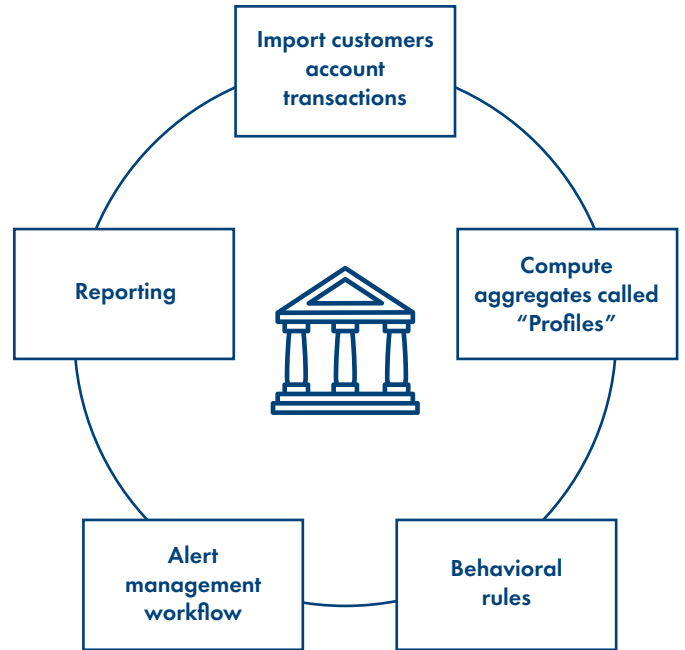 Import customers
account
transactions
Compute
aggregates called
“Profiles”
Behavioral
rules
Alert
management
workflow
Reporting